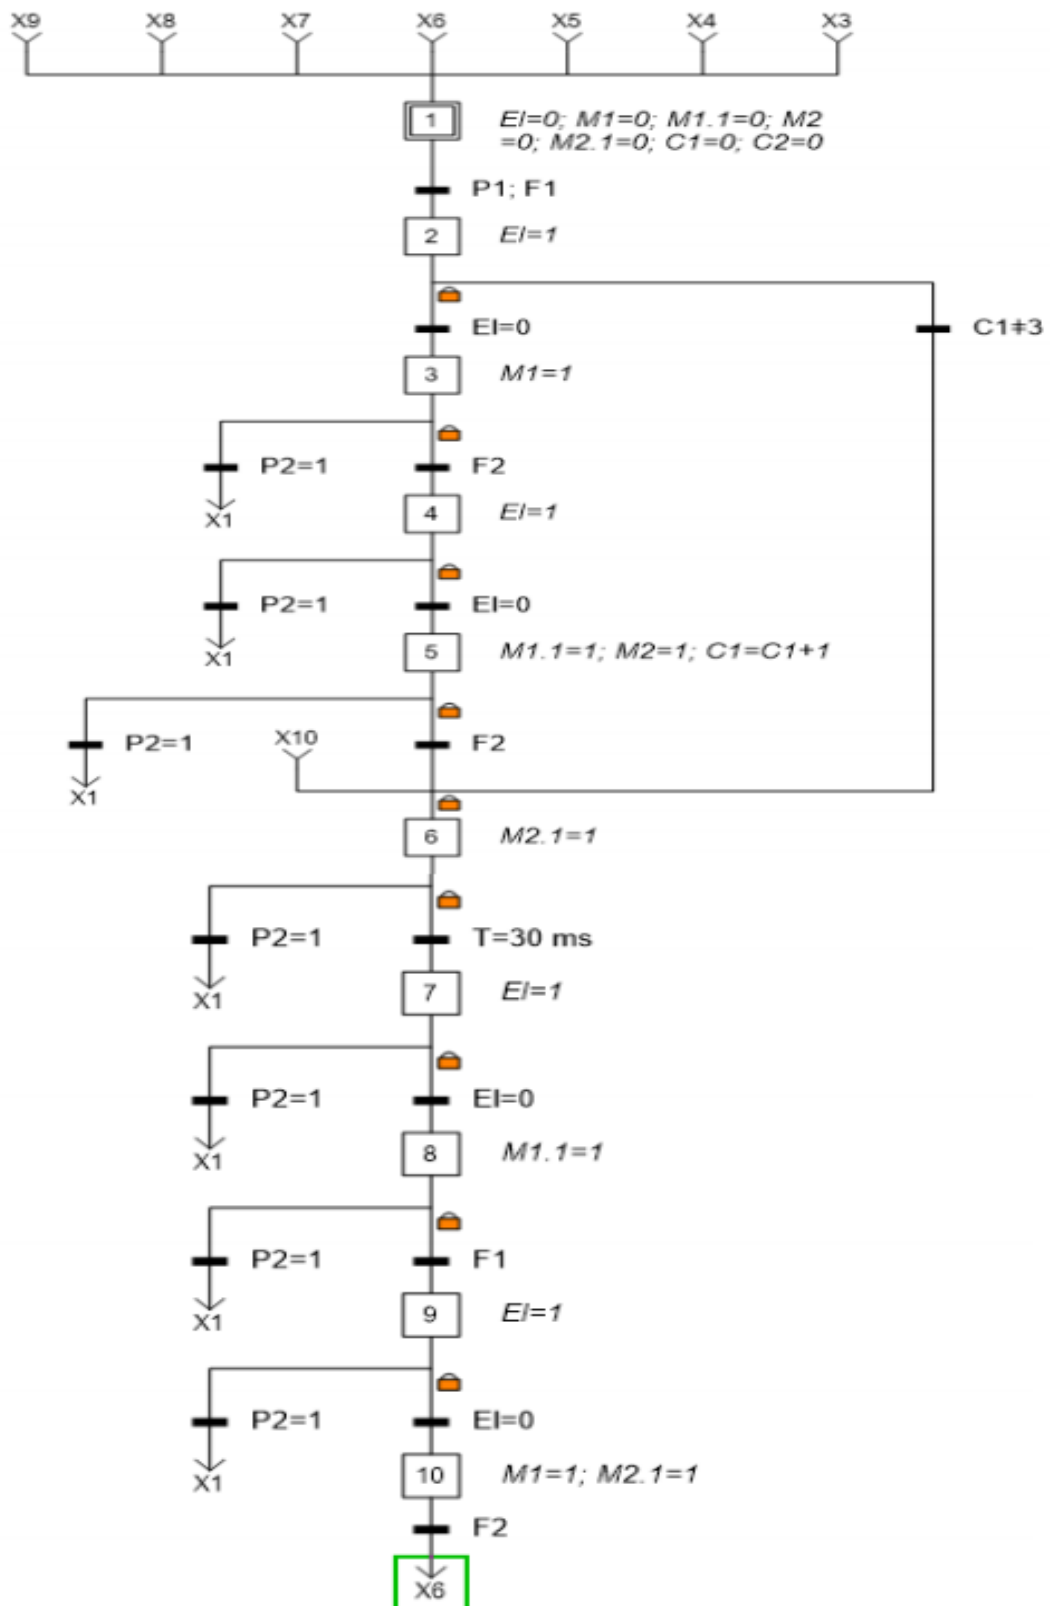 X9 X8 X7 X6 X5 X4 X3
1 EI=0; M1=0; M1.1=0; M2
=0; M2.1=0; C1=0; C2=0
P1; F1
2 EI=1
EI=0 C1‡3
3 M1=1
P2=1 F2
X1
4 EI=1
P2=1 EI=0
X1
5 M1.1=1; M2=1; C1=C1+1
P2=1 X10 F2
X1
6 M2.1=1
P2=1 T=30 ms
X1
7 EI=1
P2=1 EI=0
X1
8 M1.1=1
P2=1 F1
X1
9 EI=1
P2=1 EI=0
X1
10 M1=1; M2.1=1
F2
X6